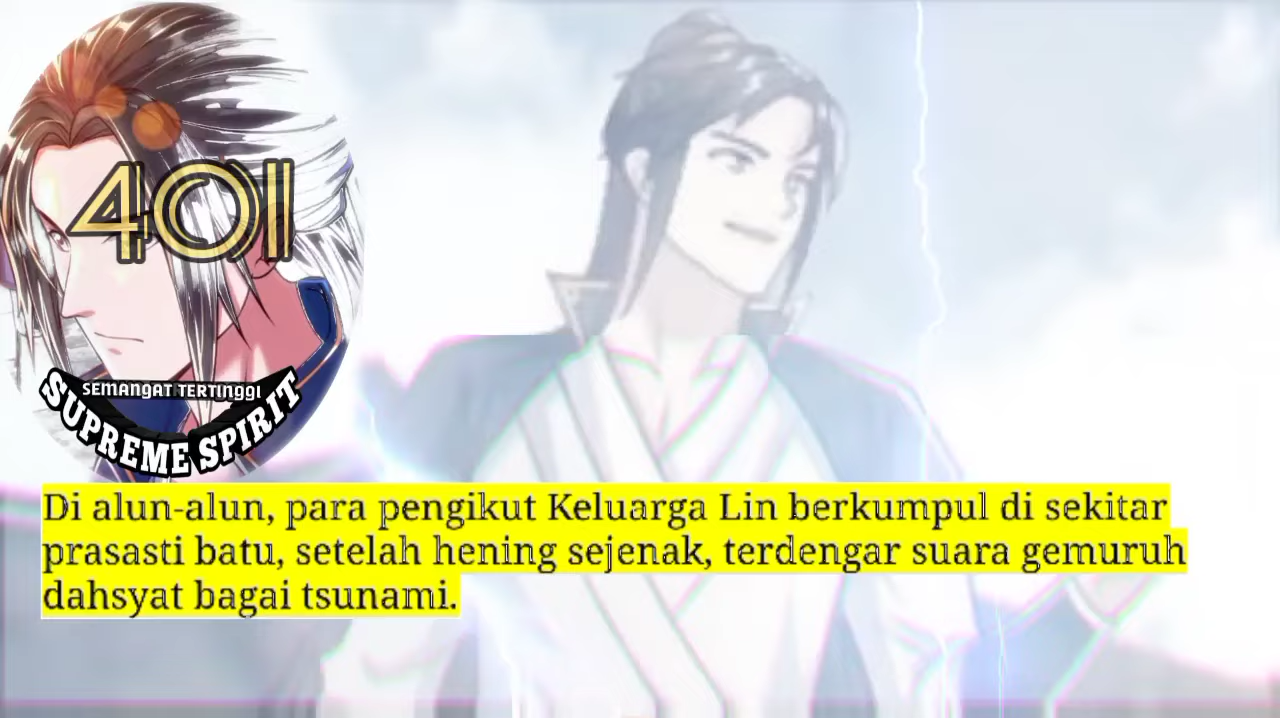 401
SEMANGAT TERTINGGI
SUPREME SPIRIT
Di alun-alun, para pengikut Keluarga Lin berkumpul di sekitar
prasasti batu, setelah hening sejenak, terdengar suara gemuruh
dahsyat bagai tsunami.